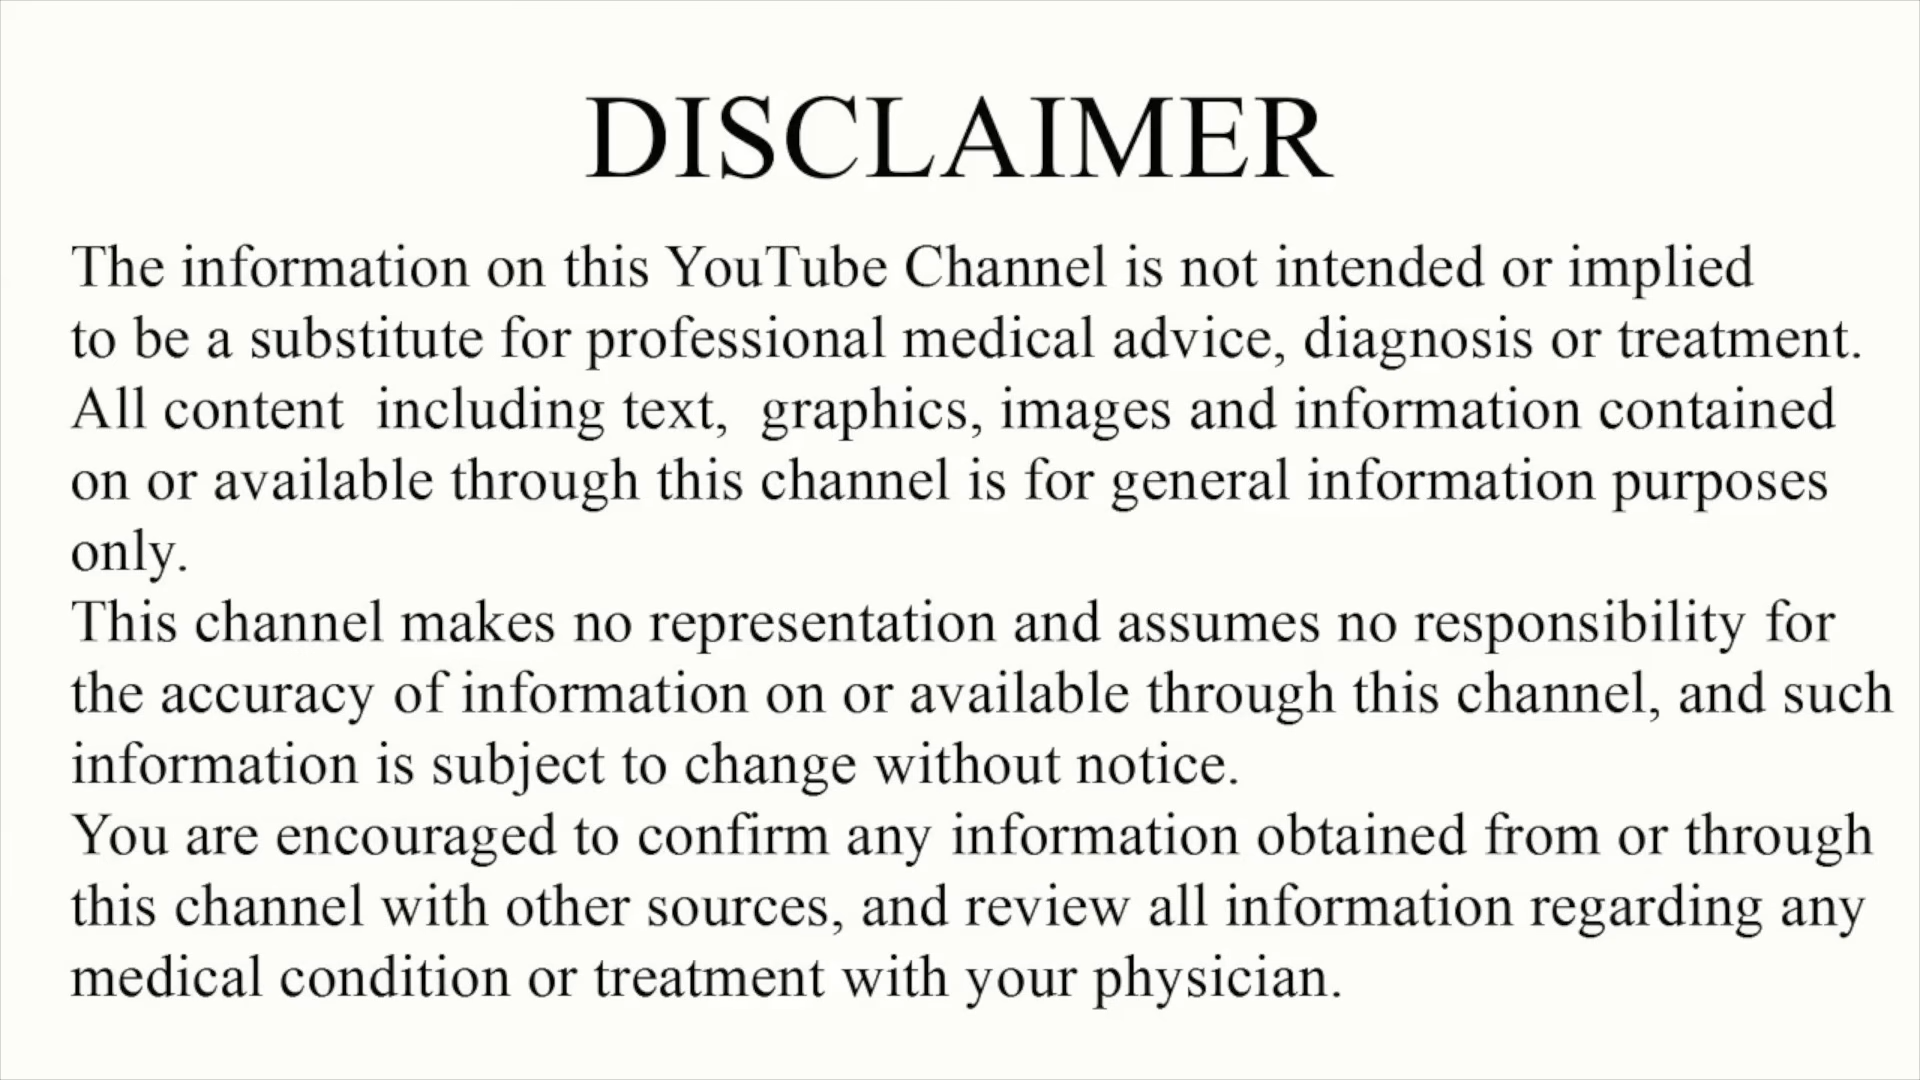 DISCLAIMER
The information on this YouTube Channel is not intended or implied
to be a substitute for professional medical advice, diagnosis or treatment.
All content  including text,  graphics, images and information contained
on or available through this channel is for general information purposes
only.
This channel makes no representation and assumes no responsibility for
the accuracy of information on or available through this channel, and such
information is subject to change without notice.
You are encouraged to confirm any information obtained from or through
this channel with other sources, and review all information regarding any
medical condition or treatment with your physician.